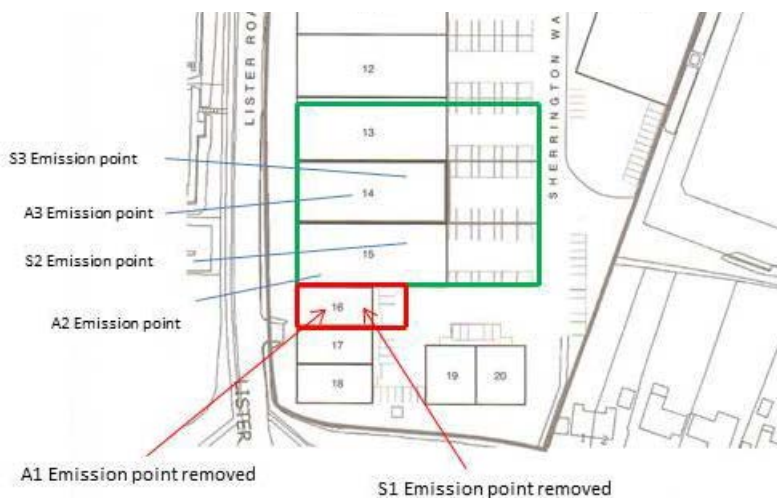 LISTER ROA
SHERRINGTON WA
12
13
S3 Emission point
14
A3 Emission point
S2 Emission point
15
A2 Emission point
16
17
18
19
20
LISTER
A1 Emission point removed
S1 Emission point removed